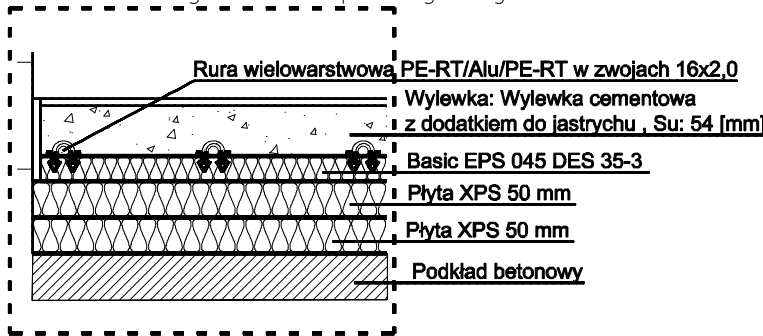 Rura wielowarstwowa PE-RT/Alu/PE-RT w zwojach 16x2,0
Wylewka: Wylewka cementowa
z dodatkiem do jastrychu , Su: 54 [mm]
Basic EPS 045 DES 35-3
Płyta XPS 50 mm
Płyta XPS 50 mm
Podkład betonowy